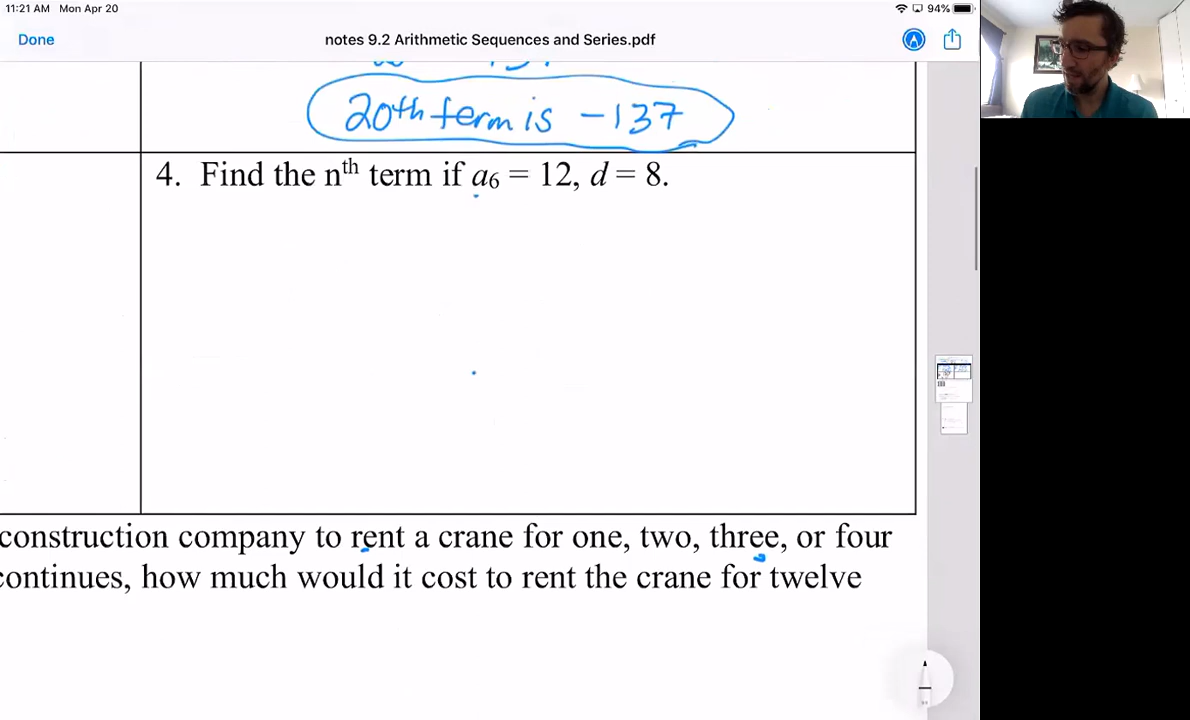 11:21 AM Mon Apr 20
94%
Done
notes 9.2 Arithmetic Sequences and Series.pdf
20th term is -137
4. Find the nth term if a6 = 12, d = 8.
construction company to rent a crane for one, two, three, or four
continues, how much would it cost to rent the crane for twelve